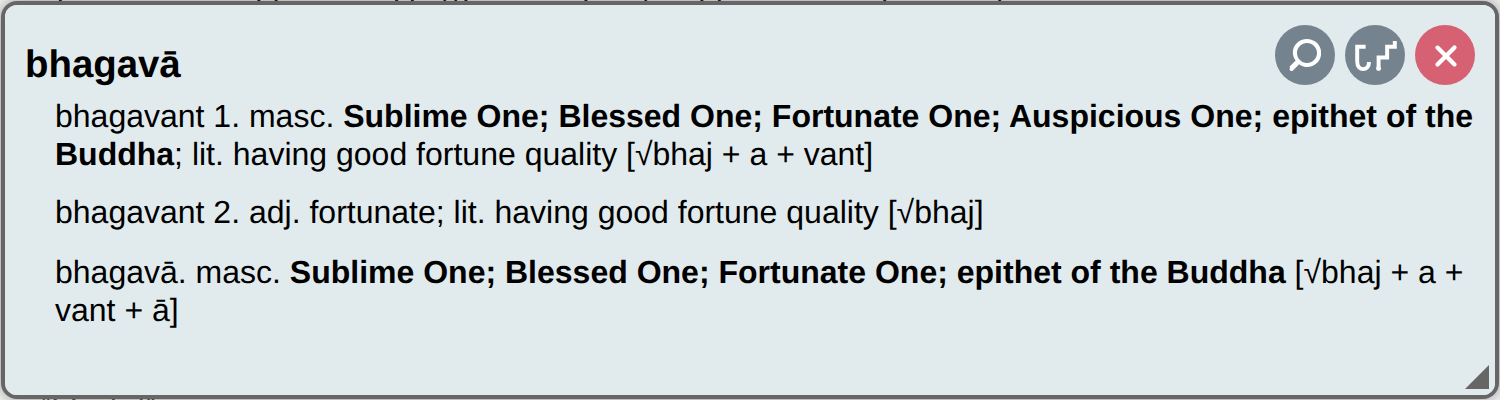 bhagavā
bhagavant 1. masc. Sublime One; Blessed One; Fortunate One; Auspicious One; epithet of the
Buddha; lit. having good fortune quality [√bhaj + a + vant]
bhagavant 2. adj. fortunate; lit. having good fortune quality [√bhaj]
bhagavā. masc. Sublime One; Blessed One; Fortunate One; epithet of the Buddha [√bhaj + a +
vant + ā]